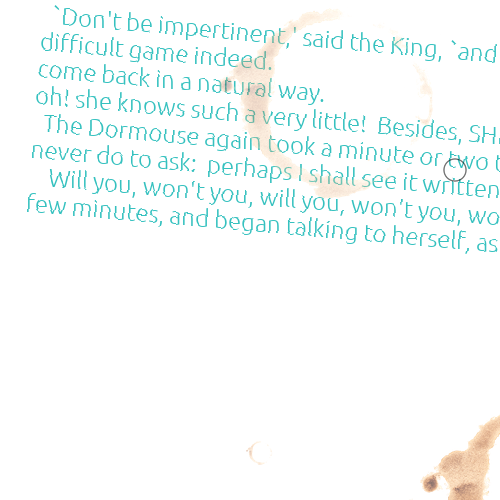 `Don't be impertinent,' said the King, `and
difficult game indeed.
come back in a natural way.
oh! she knows such a very little!  Besides,
The Dormouse again took a minute or two
never do to ask:  perhaps I shall see it written
Will you, won't you, will you, won't you,
few minutes, and began talking to herself, as